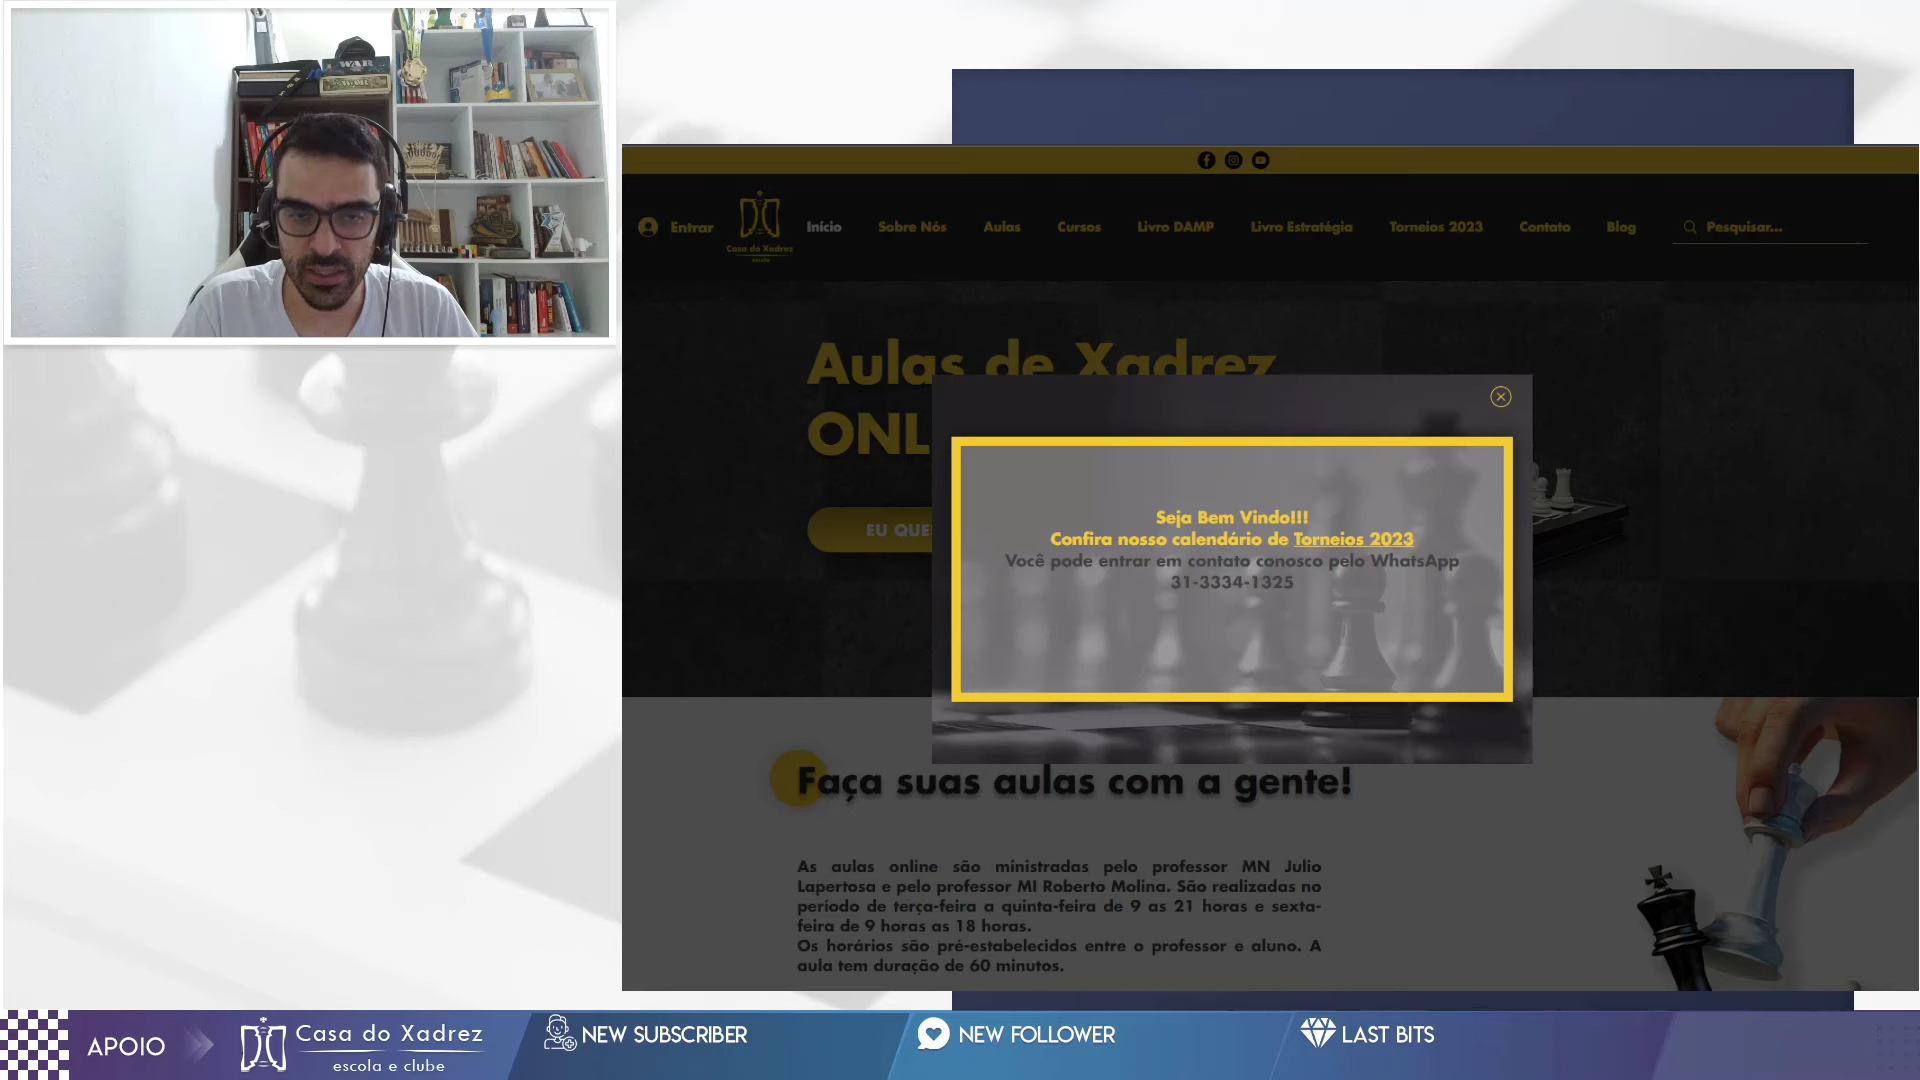 WAR
Entrar
Casa do Xadrez
escola
Início
Sobre Nós
Aulas
Cursos
Livro DAMP
Livro Estratégia
Torneios 2023
Contato
Blog
Pesquisar...
Aulas de Xadrez
ONL
EU QUE
Seja Bem Vindo!!!
Confira nosso calendário de Torneios 2023
Você pode entrar em contato conosco pelo WhatsApp
31-3334-1325
Faça suas aulas com a gente!
As aulas online são ministradas pelo professor MN Julio
Lapertosa e pelo professor MI Roberto Molina. São realizadas no
período de terça-feira a quinta-feira de 9 as 21 horas e sexta-
feira de 9 horas as 18 horas.
Os horários são pré-estabelecidos entre o professor e aluno. A
aula tem duração de 60 minutos.
APOIO
Casa do Xadrez
escola e clube
NEW SUBSCRIBER
NEW FOLLOWER
LAST BITS